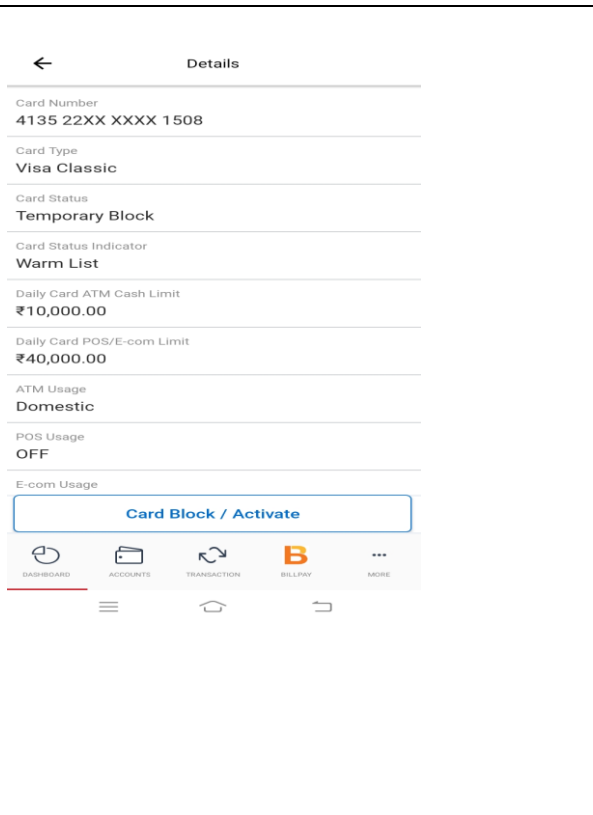 Details
Card Number
4135 22XX XXXX 1508
Card Type
Visa Classic
Card Status
Temporary Block
Card Status Indicator
Warm List
Daily Card ATM Cash Limit
₹10,000.00
Daily Card POS/E-com Limit
₹40,000.00
ATM Usage
Domestic
POS Usage
OFF
E-com Usage
Card Block / Activate
B
DASHBOARD ACCOUNTS TRANSACTION BILLPAY MORE